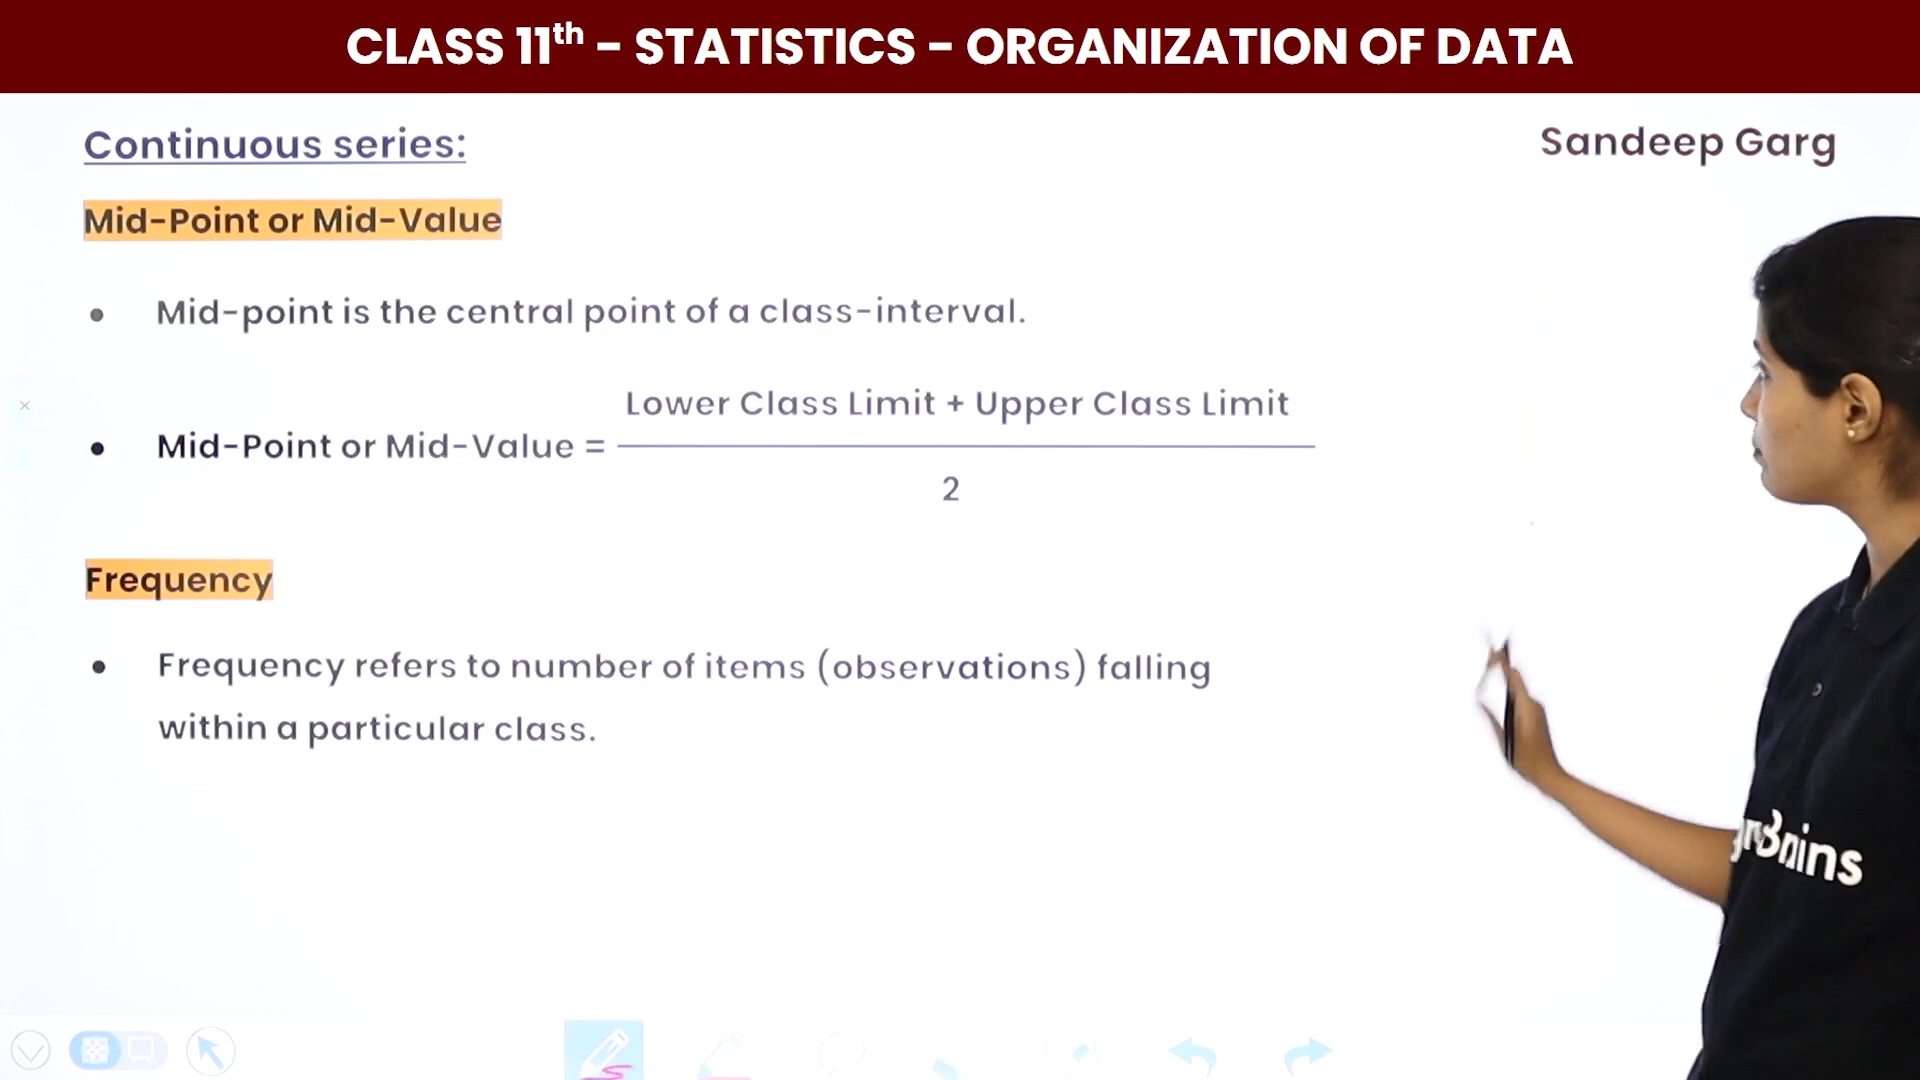 CLASS 11th - STATISTICS - ORGANIZATION OF DATA
Continuous series:
Sandeep Garg
Mid-Point or Mid-Value
• Mid-point is the central point of a class-interval.
Lower Class Limit + Upper Class Limit
• Mid-Point or Mid-Value =
2
Frequency
• Frequency refers to number of items (observations) falling
within a particular class.